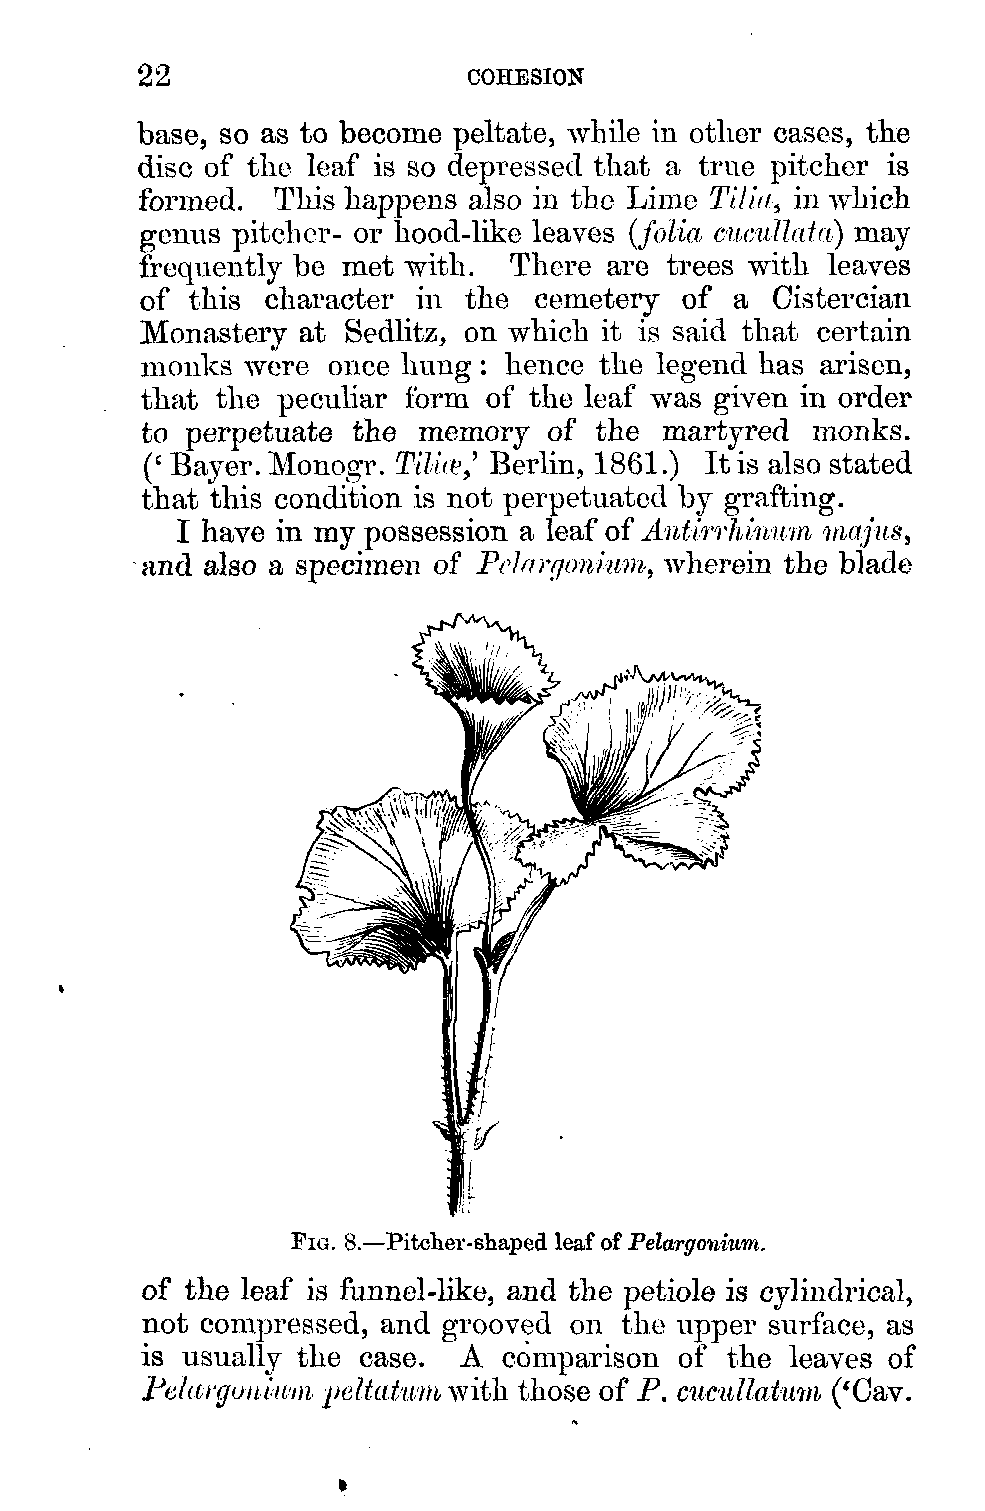 22 COHESION
base, so as to become peltate, while in other cases, the
disc of the leaf is so depressed that a true pitcher is
formed. This happens also in the Lime Tilia, in which
genus pitcher- or hood-like leaves (folia cucullata) may
frequently be met with. There are trees with leaves
of this character in the cemetery of a Cistercian
Monastery at Sedlitz, on which it is said that certain
monks were once hung: hence the legend has arisen,
that the peculiar form of the leaf was given in order
to perpetuate the memory of the martyred monks.
(‘Bayer. Monogr. Tiliæ,’ Berlin, 1861.) It is also stated
that this condition is not perpetuated by grafting.
I have in my possession a leaf of Antirrhinum majus,
and also a specimen of Pelargonium, wherein the blade
FIG. 8.—Pitcher-shaped leaf of Pelargonium.
of the leaf is funnel-like, and the petiole is cylindrical,
not compressed, and grooved on the upper surface, as
is usually the case. A comparison of the leaves of
Pelargonium peltatum with those of P. cucullatum (‘Cav.